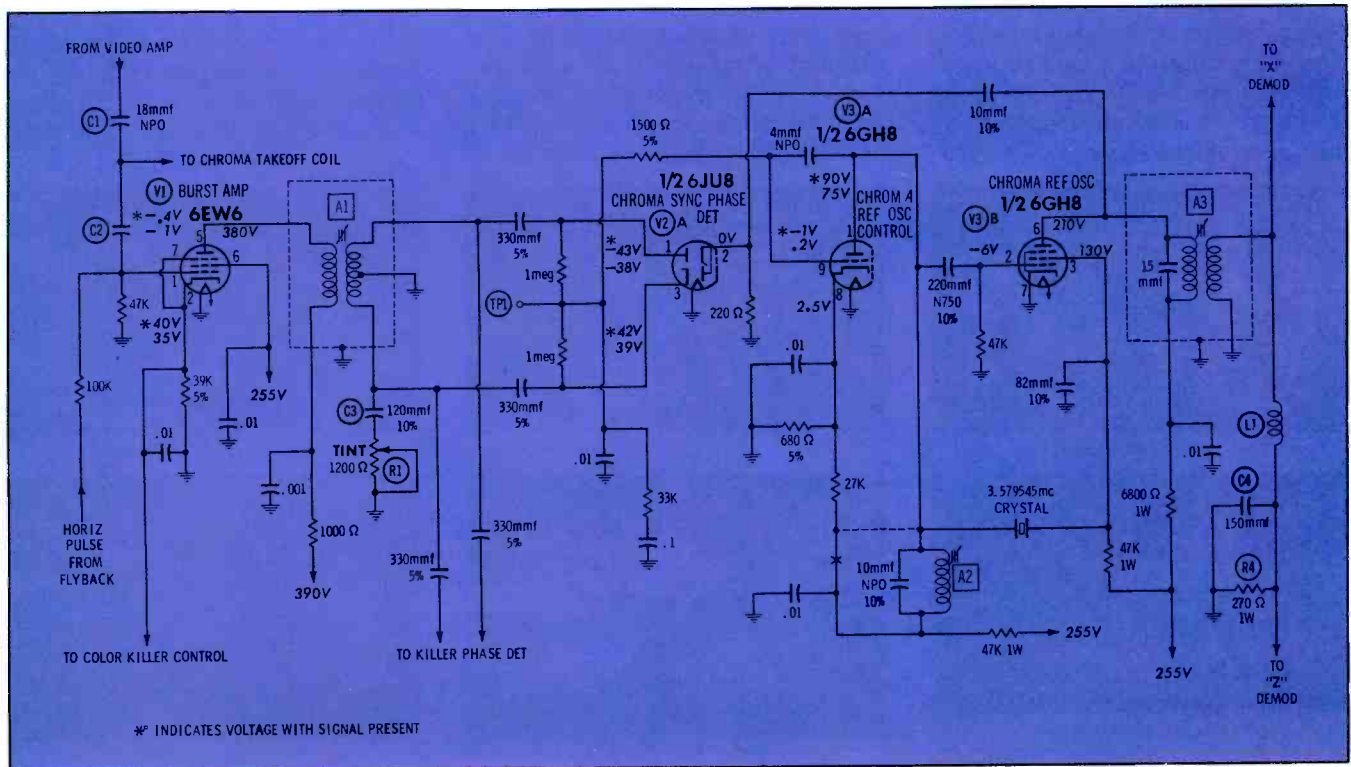 FROM VIDEO AMP
C1
18mmf
NPO
TO CHROMA TAKEOFF COIL
V1 BURST AMP
6EW6
C2
*-.4V
-.1V
5
380V
7
6
1
2
47K
*40V
35V
100K
39K
5%
.01
.01
255V
HORIZ
PULSE
FROM
FLYBACK
TO COLOR KILLER CONTROL
A1
C3
120mmf
10%
TINT
1200 Ω
R1
.001
1000 Ω
390V
330mmf
5%
330mmf
5%
330mmf
5%
330mmf
5%
TO KILLER PHASE DET
1meg
TP1
1meg
1500 Ω
5%
1/2 6JU8
CHROMA SYNC PHASE
DET
V2 A
*
-43V
-38V
1
0V
2
3
*42V
39V
220 Ω
.01
33K
.1
4mmf
NPO
V3 A
1/2 6GH8
*90V
75V
CHROM A
REF OSC
CONTROL
1
*-1V
.2V
9
8
2.5V
.01
680 Ω
5%
27K
.01
10mmf
NPO
10%
A2
47K 1W
255V
10mmf
10%
CHROMA REF OSC
1/2 6GH8
V3 B
6
210V
-6V
2
130V
3
7
220mmf
N750
10%
47K
82mmf
10%
3.579545mc
CRYSTAL
47K
1W
255V
A3
15
mmf
.01
6800 Ω
1W
TO
"X"
DEMOD
L1
C4
150mmf
R4
270 Ω
1W
TO
"Z"
DEMOD
* INDICATES VOLTAGE WITH SIGNAL PRESENT